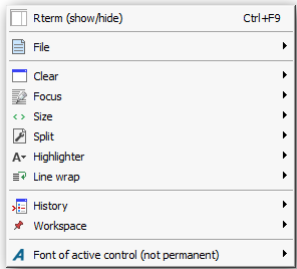 Rterm (show/hide) Ctrl+F9
File
Clear
Focus
Size
Split
Highlighter
Line wrap
History
Workspace
Font of active control (not permanent)